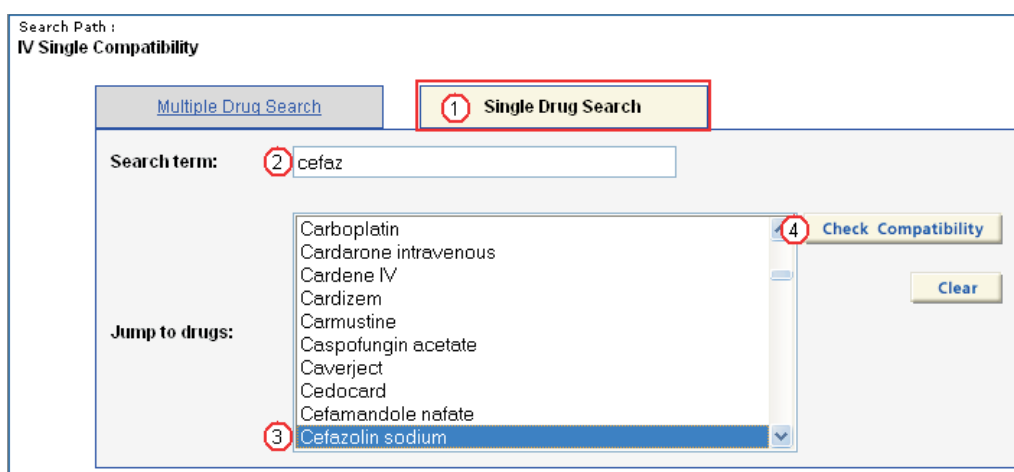 Search Path :
IV Single Compatibility
Multiple Drug Search
1 Single Drug Search
Search term: 2 cefaz
Carboplatin
4 Check Compatibility
Cardarone intravenous
Cardene IV
Clear
Cardizem
Carmustine
Jump to drugs:
Caspofungin acetate
Caverject
Cedocard
Cefamandole nafate
3 Cefazolin sodium